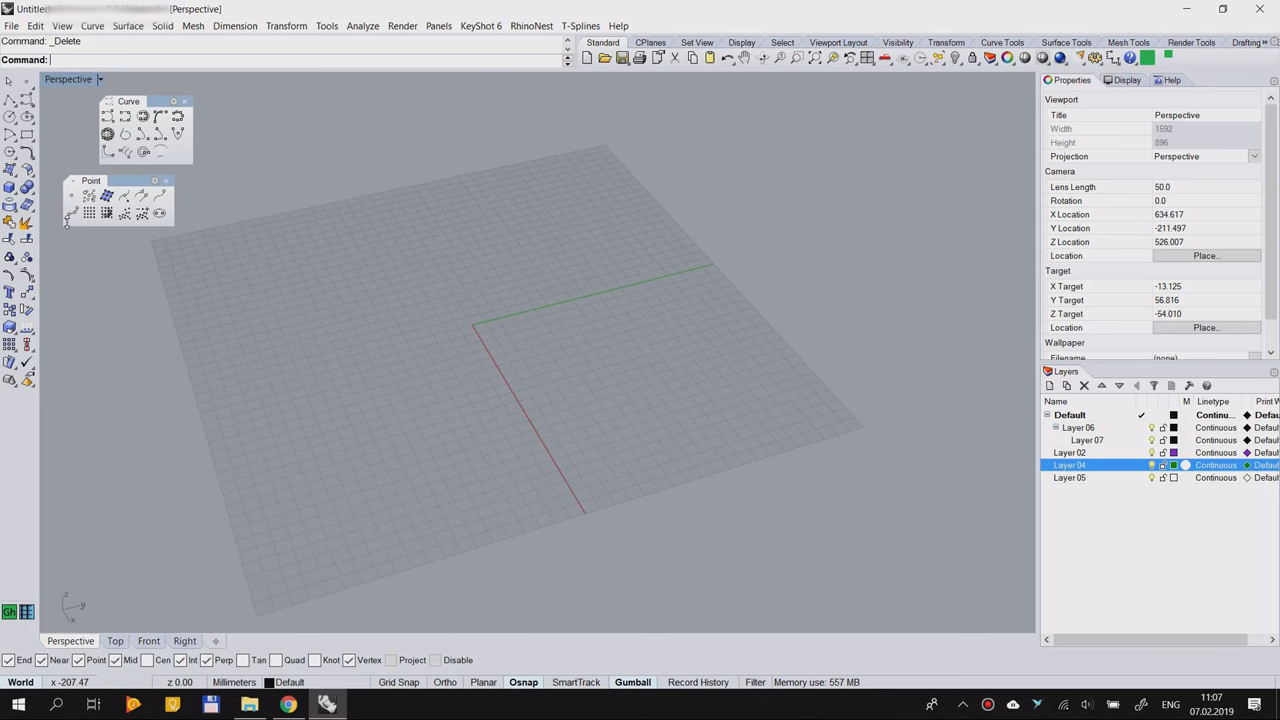 Untitled
[Perspective]
File Edit View Curve Surface Solid Mesh Dimension Transform Tools Analyze Render Panels KeyShot 6 RhinoNest T-Splines Help
Command: _Delete
Command:
Standard CPlanes Set View Display Select Viewport Layout Visibility Transform Curve Tools Surface Tools Mesh Tools Render Tools Drafting
Perspective
Curve
Point
Properties Display Help
Viewport
Title Perspective
Width 1592
Height 896
Projection Perspective
Camera
Lens Length 50.0
Rotation 0.0
X Location 634.617
Y Location -211.497
Z Location 526.007
Location Place...
Target
X Target -13.125
Y Target 56.816
Z Target -54.010
Location Place...
Wallpaper
Filename (none)
Layers
Name M Linetype Print W
Default Continu... Defau
Layer 06 Continuous Defau
Layer 07 Continuous Defau
Layer 02 Continuous Defau
Layer 04 Continuous Defau
Layer 05 Continuous Defau
z
y
x
Gh
Perspective Top Front Right
End Near Point Mid Cen Int Perp Tan Quad Knot Vertex Project Disable
World x -207.47 z 0.00 Millimeters Default Grid Snap Ortho Planar Osnap SmartTrack Gumball Record History Filter Memory use: 557 MB
ENG
11:07
07.02.2019